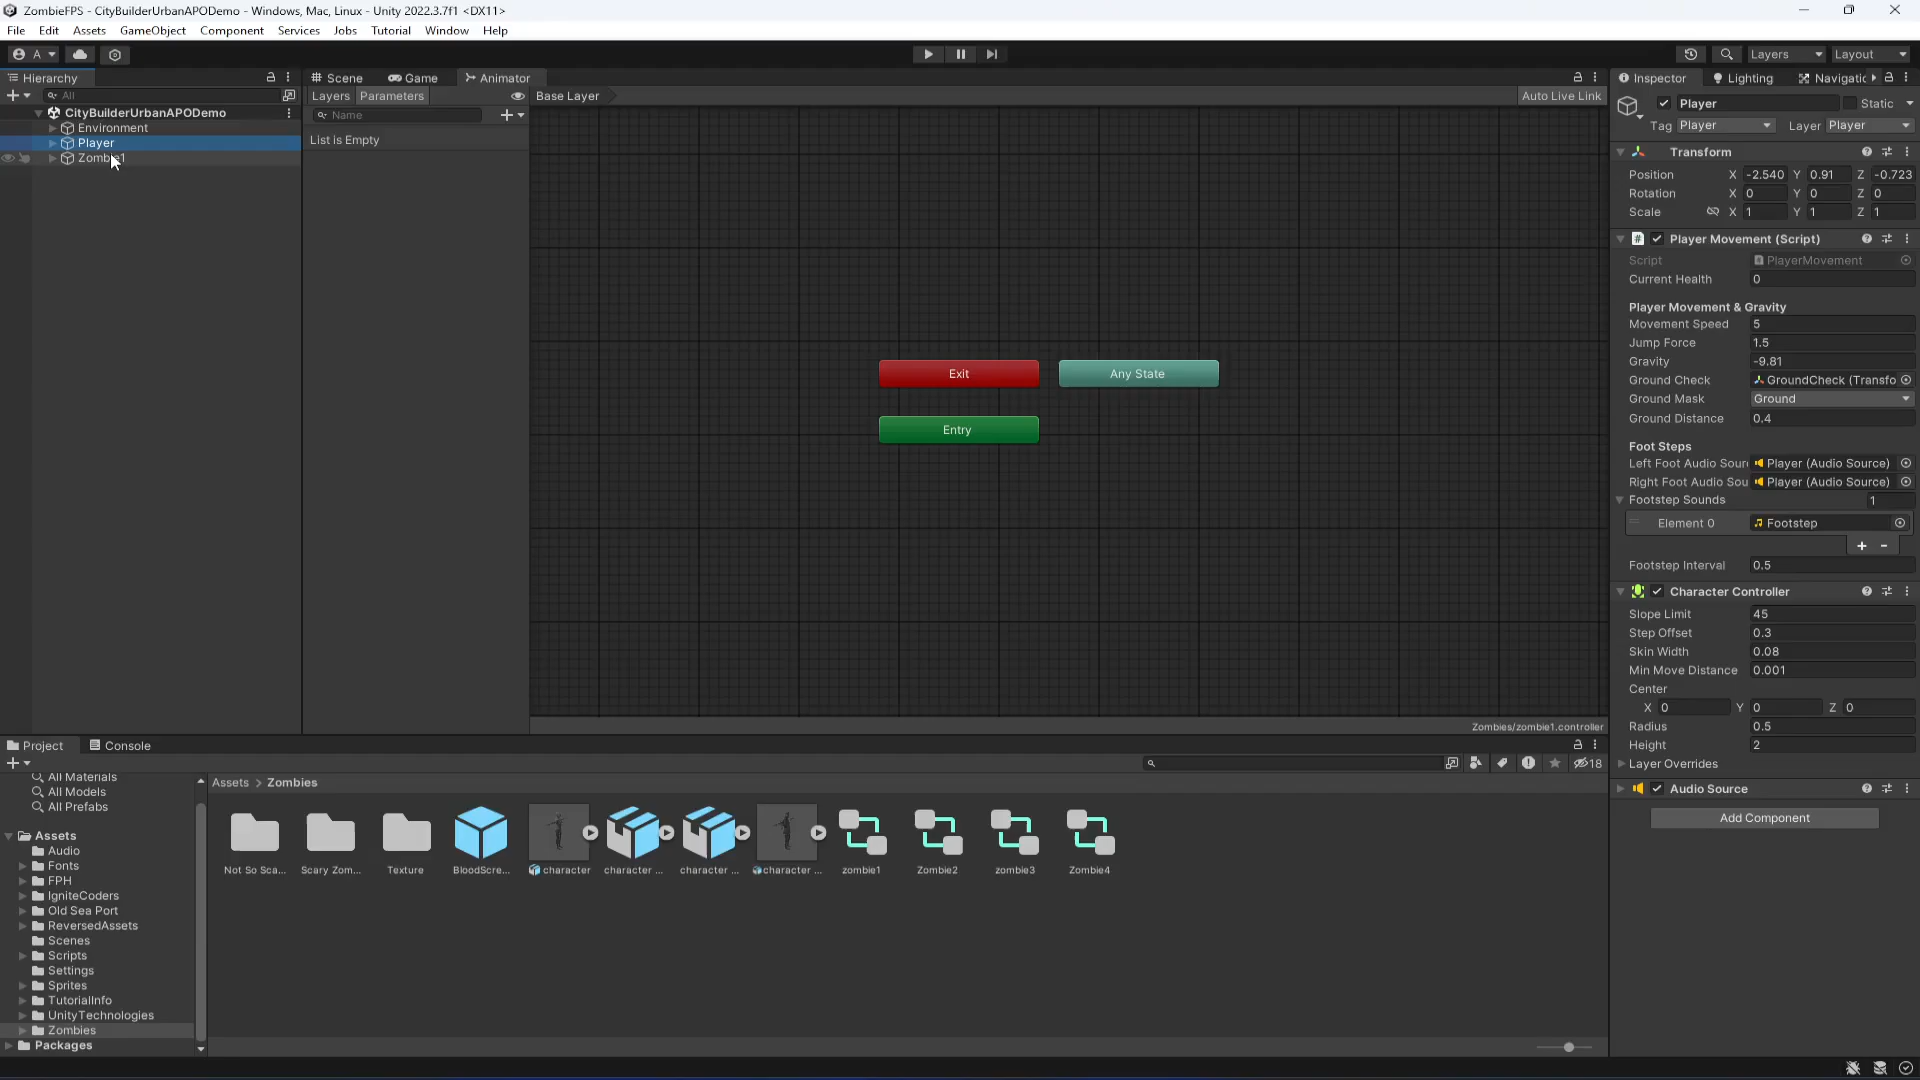 ZombieFPS - CityBuilderUrbanAPODemo - Windows, Mac, Linux - Unity 2022.3.7f1 <DX11>
File Edit Assets GameObject Component Services Jobs Tutorial Window Help
A
Layers Layout
Hierarchy
All
CityBuilderUrbanAPODemo
Environment
Player
Zombie1
Scene Game Animator
Layers Parameters Base Layer Auto Live Link
Name
List is Empty
Exit Any State
Entry
Zombies/zombie1.controller
Inspector Lighting Navigatic
Player Static
Tag Player Layer Player
Transform
Position X -2.540 Y 0.91 Z -0.723
Rotation X 0 Y 0 Z 0
Scale X 1 Y 1 Z 1
Player Movement (Script)
Script PlayerMovement
Current Health 0
Player Movement & Gravity
Movement Speed 5
Jump Force 1.5
Gravity -9.81
Ground Check GroundCheck (Transfo
Ground Mask Ground
Ground Distance 0.4
Foot Steps
Left Foot Audio Sour Player (Audio Source)
Right Foot Audio Sou Player (Audio Source)
Footstep Sounds 1
Element 0 Footstep
+ -
Footstep Interval 0.5
Character Controller
Slope Limit 45
Step Offset 0.3
Skin Width 0.08
Min Move Distance 0.001
Center
X 0 Y 0 Z 0
Radius 0.5
Height 2
Layer Overrides
Audio Source
Add Component
Project Console
18
All Materials
All Models
All Prefabs
Assets
Audio
Fonts
FPH
IgniteCoders
Old Sea Port
ReversedAssets
Scenes
Scripts
Settings
Sprites
TutorialInfo
UnityTechnologies
Zombies
Packages
Assets > Zombies
Not So Sca... Scary Zom... Texture BloodScre... character character ... character ... character ... zombie1 Zombie2 zombie3 Zombie4